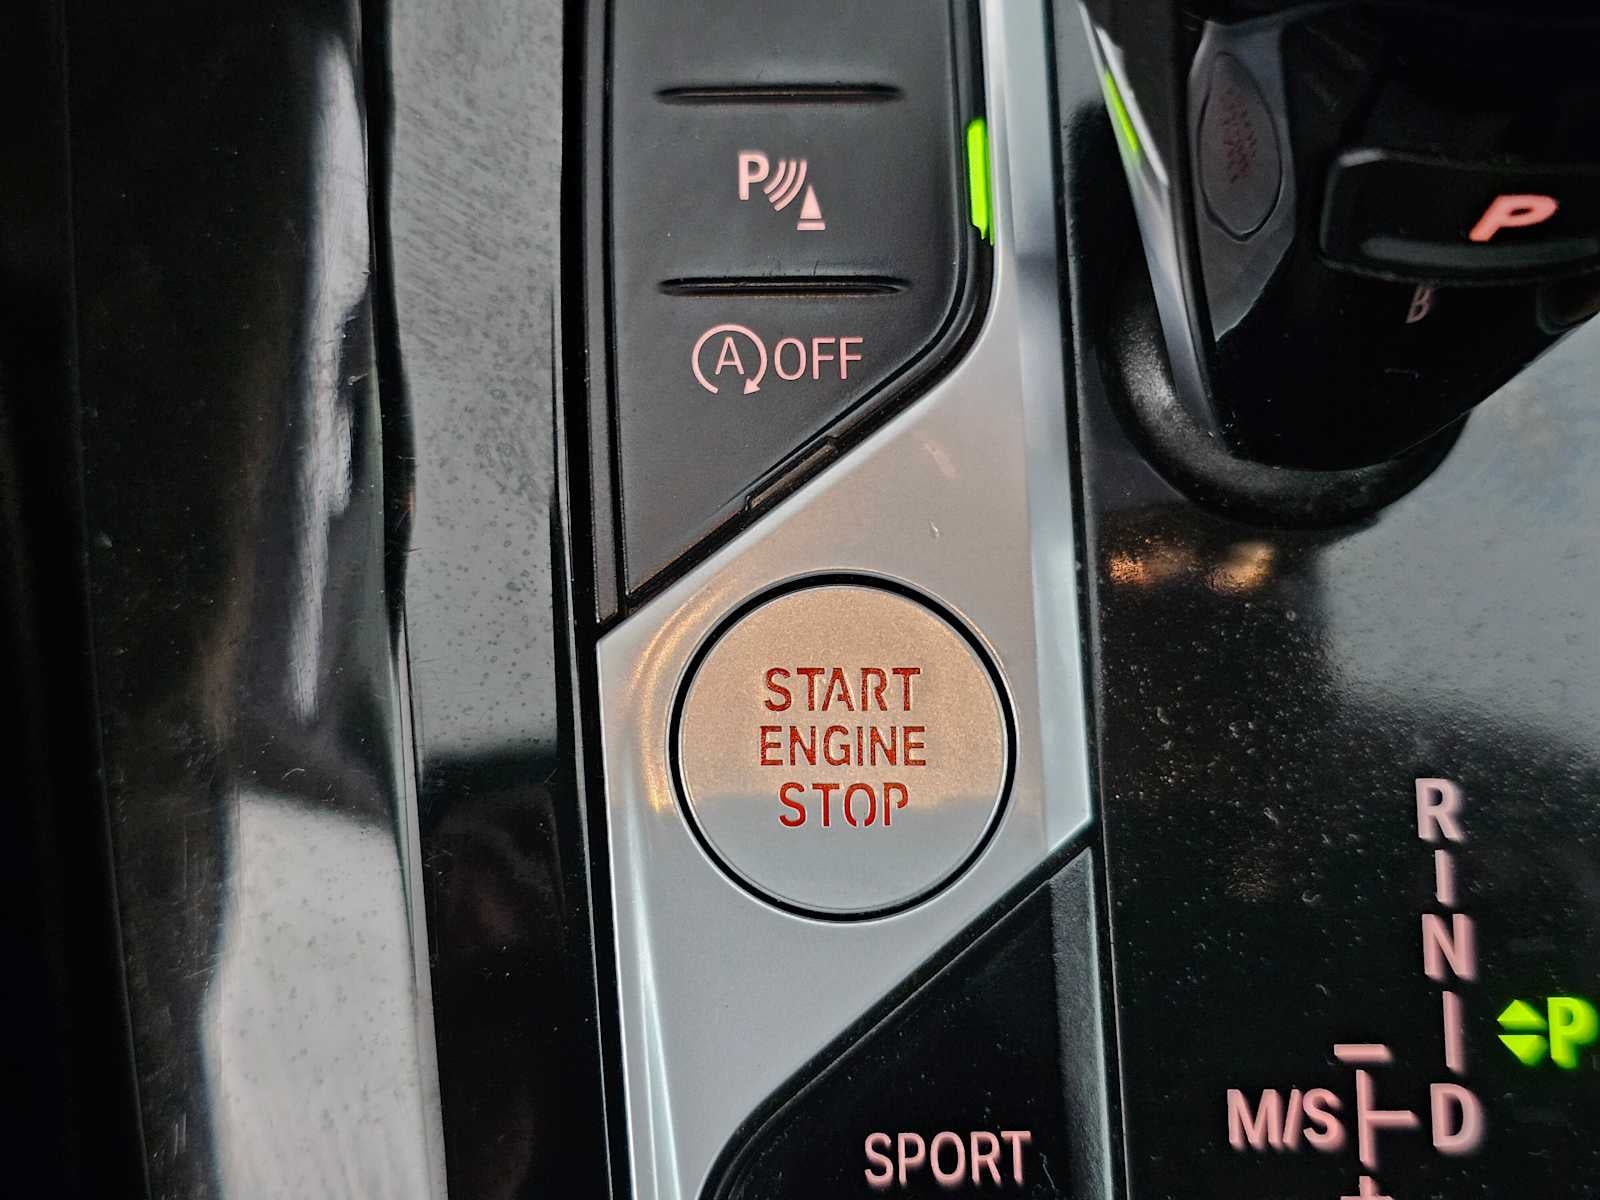 P
P
A OFF
START
ENGINE
STOP
R
N
P
M/S D
SPORT